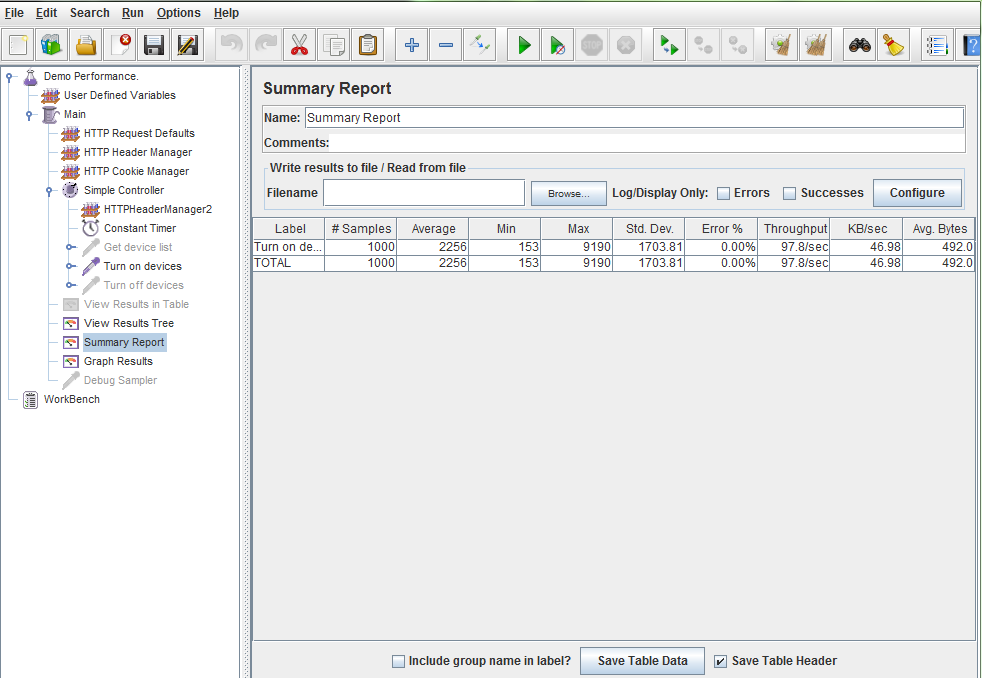 File Edit Search Run Options Help
STOP
?
Demo Performance.
User Defined Variables
Main
HTTP Request Defaults
HTTP Header Manager
HTTP Cookie Manager
Simple Controller
HTTPHeaderManager2
Constant Timer
Get device list
Turn on devices
Turn off devices
View Results in Table
View Results Tree
Summary Report
Graph Results
Debug Sampler
WorkBench
Summary Report
Name: Summary Report
Comments:
Write results to file / Read from file
Filename Browse... Log/Display Only: Errors Successes Configure
Label # Samples Average Min Max Std. Dev. Error % Throughput KB/sec Avg. Bytes
Turn on de... 1000 2256 153 9190 1703.81 0.00% 97.8/sec 46.98 492.0
TOTAL 1000 2256 153 9190 1703.81 0.00% 97.8/sec 46.98 492.0
Include group name in label? Save Table Data Save Table Header